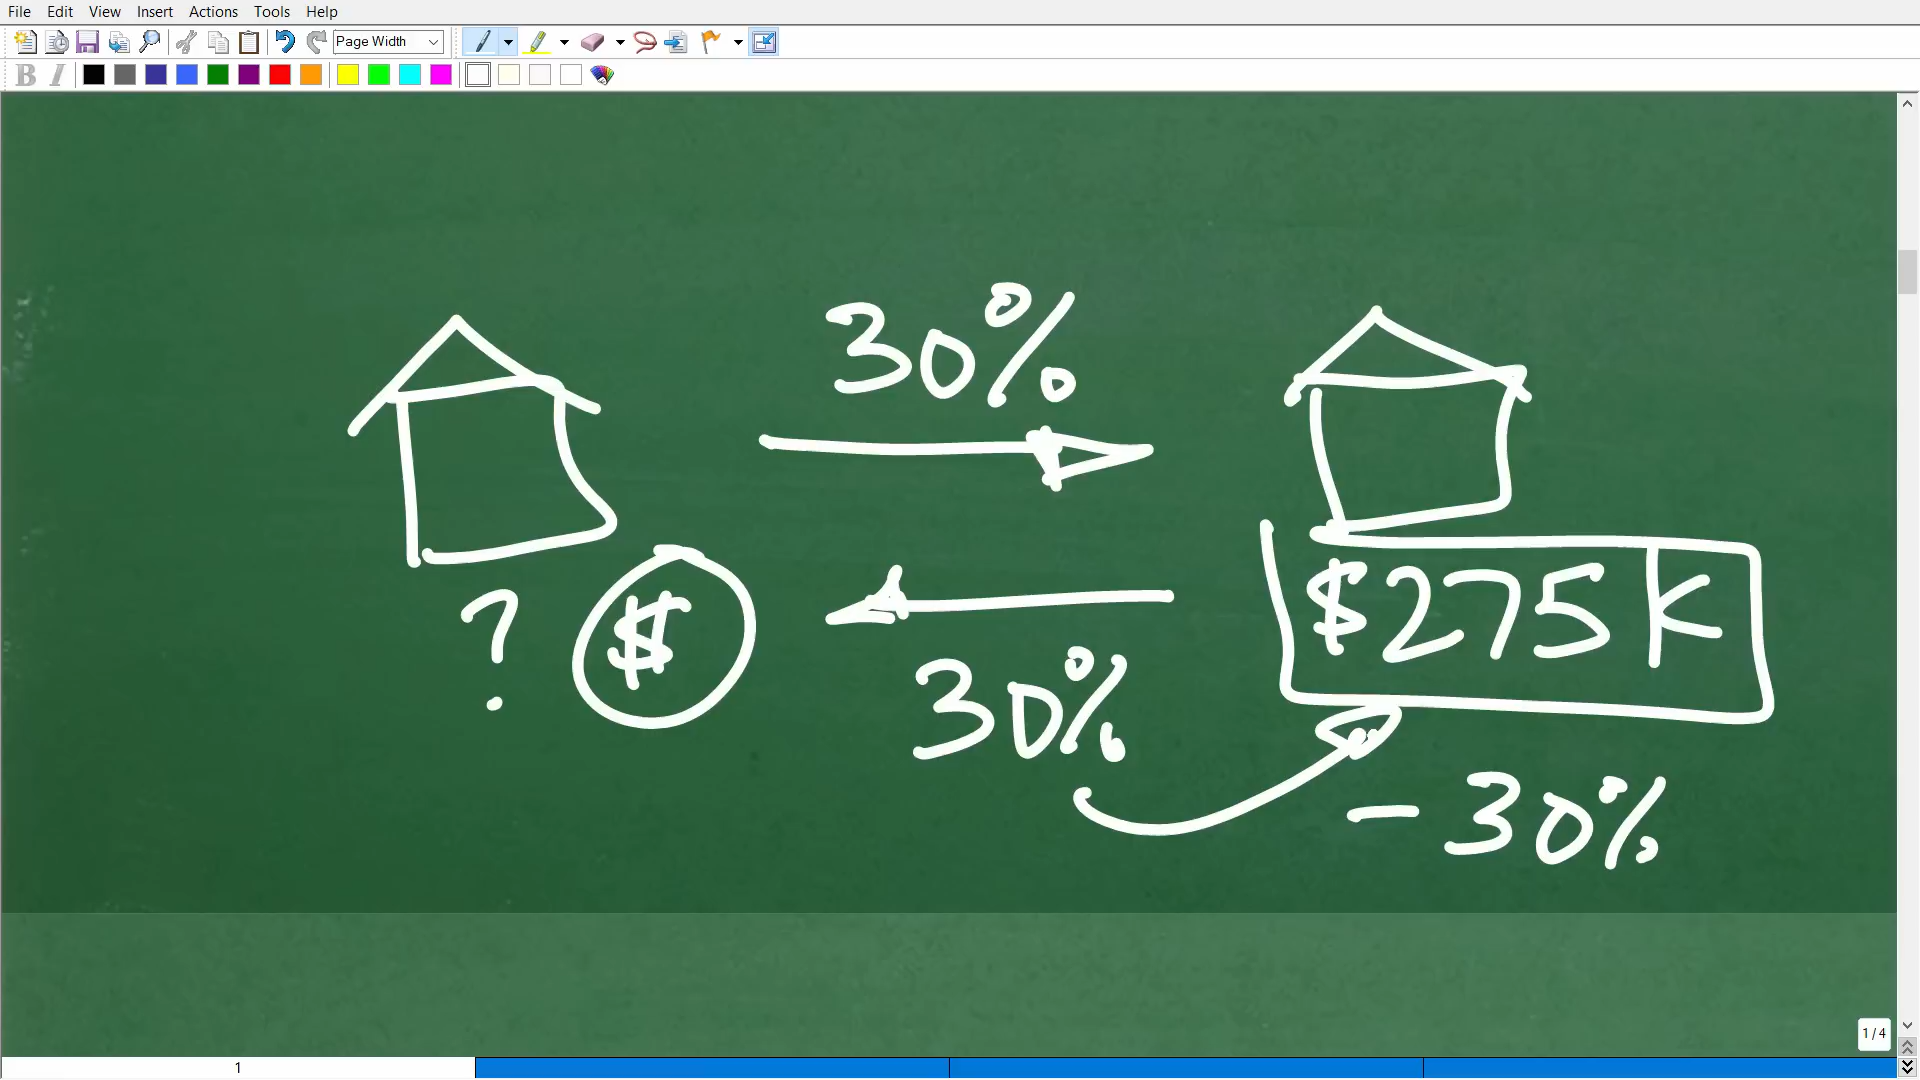 File Edit View Insert Actions Tools Help
Page Width
B I
30%
? $
$275K
30%
-30%
1 / 4
1